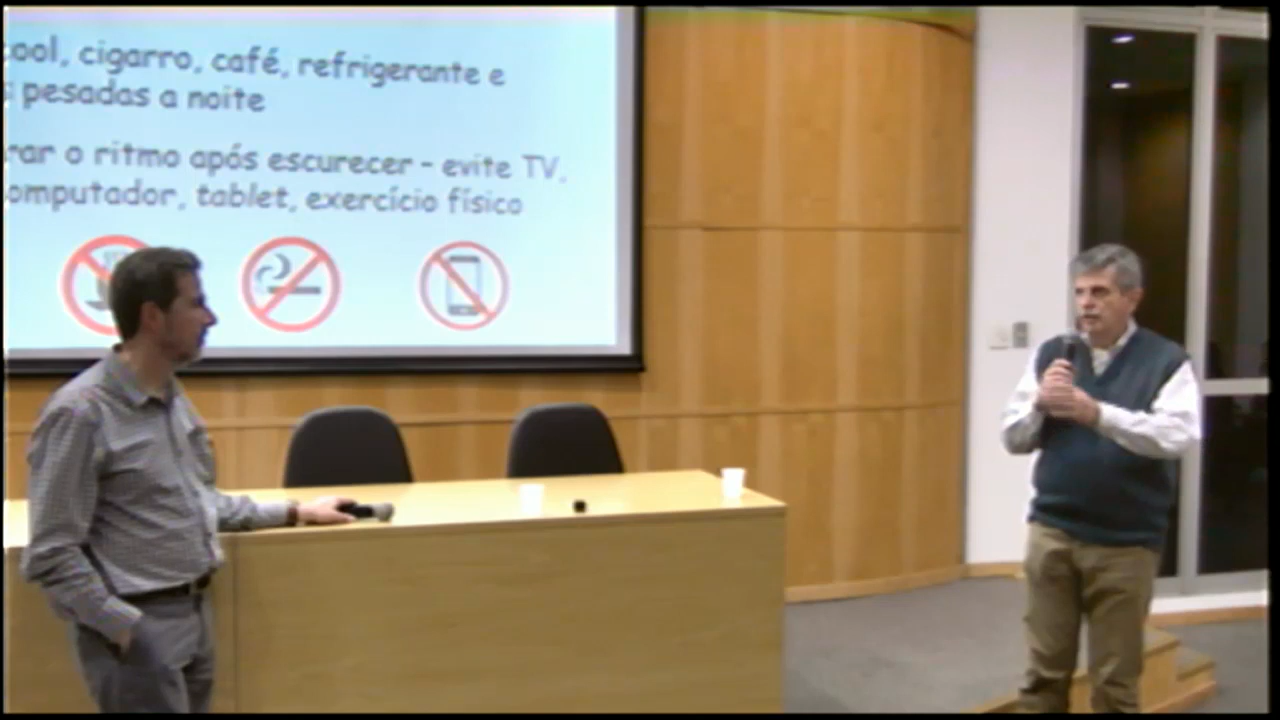 cool, cigarro, café, refrigerante e
s pesadas a noite
rar o ritmo após escurecer - evite TV,
omputador, tablet, exercício físico